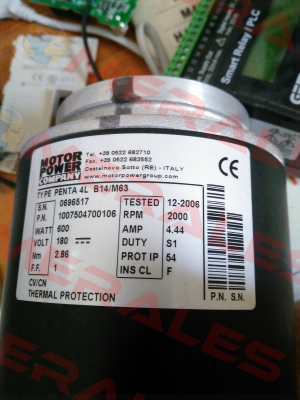 Smart Relay / PLC
MOTOR
POWER
COMPANY
Tel. +39 0522 682710
Fax +39 0522 683552
Castelnovo Sotto (RE) - ITALY
www.motorpowergroup.com
CE
TYPE PENTA 4L B14/M63
S.N. 0696517 TESTED 12-2006
P.N. 1007504700106 RPM 2000
WATT 600 AMP 4.44
VOLT 180 DUTY S1
Nm 2.86 PROT IP 54
F.F. 1 INS CL F
CV/CN
THERMAL PROTECTION
P.N. S.N.